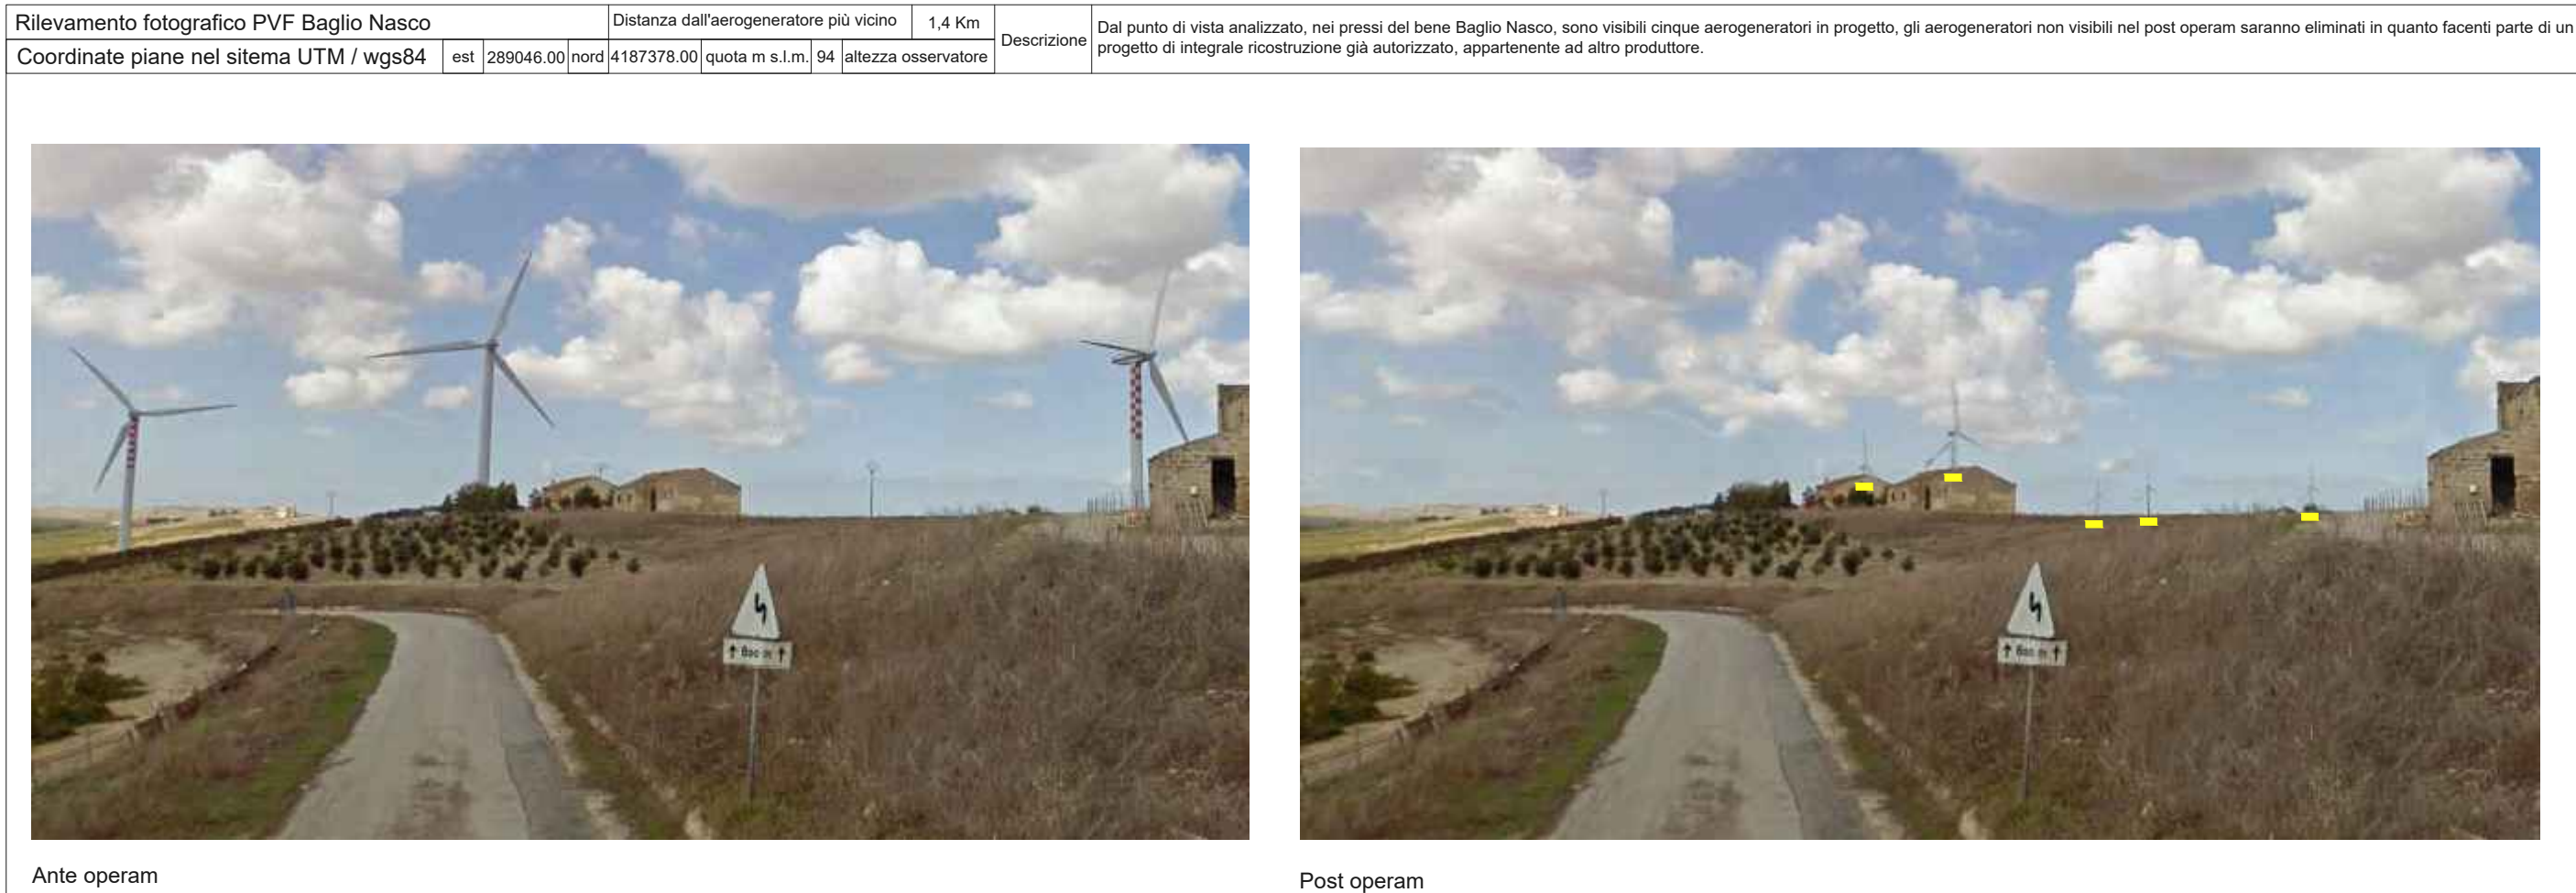 Rilevamento fotografico PVF Baglio Nasco
Distanza dall'aerogeneratore più vicino 1,4 Km
Coordinate piane nel sitema UTM / wgs84 est 289046.00 nord 4187378.00 quota m s.l.m. 94 altezza osservatore
Descrizione
Dal punto di vista analizzato, nei pressi del bene Baglio Nasco, sono visibili cinque aerogeneratori in progetto, gli aerogeneratori non visibili nel post operam saranno eliminati in quanto facenti parte di un
progetto di integrale ricostruzione già autorizzato, appartenente ad altro produttore.
Ante operam
Post operam